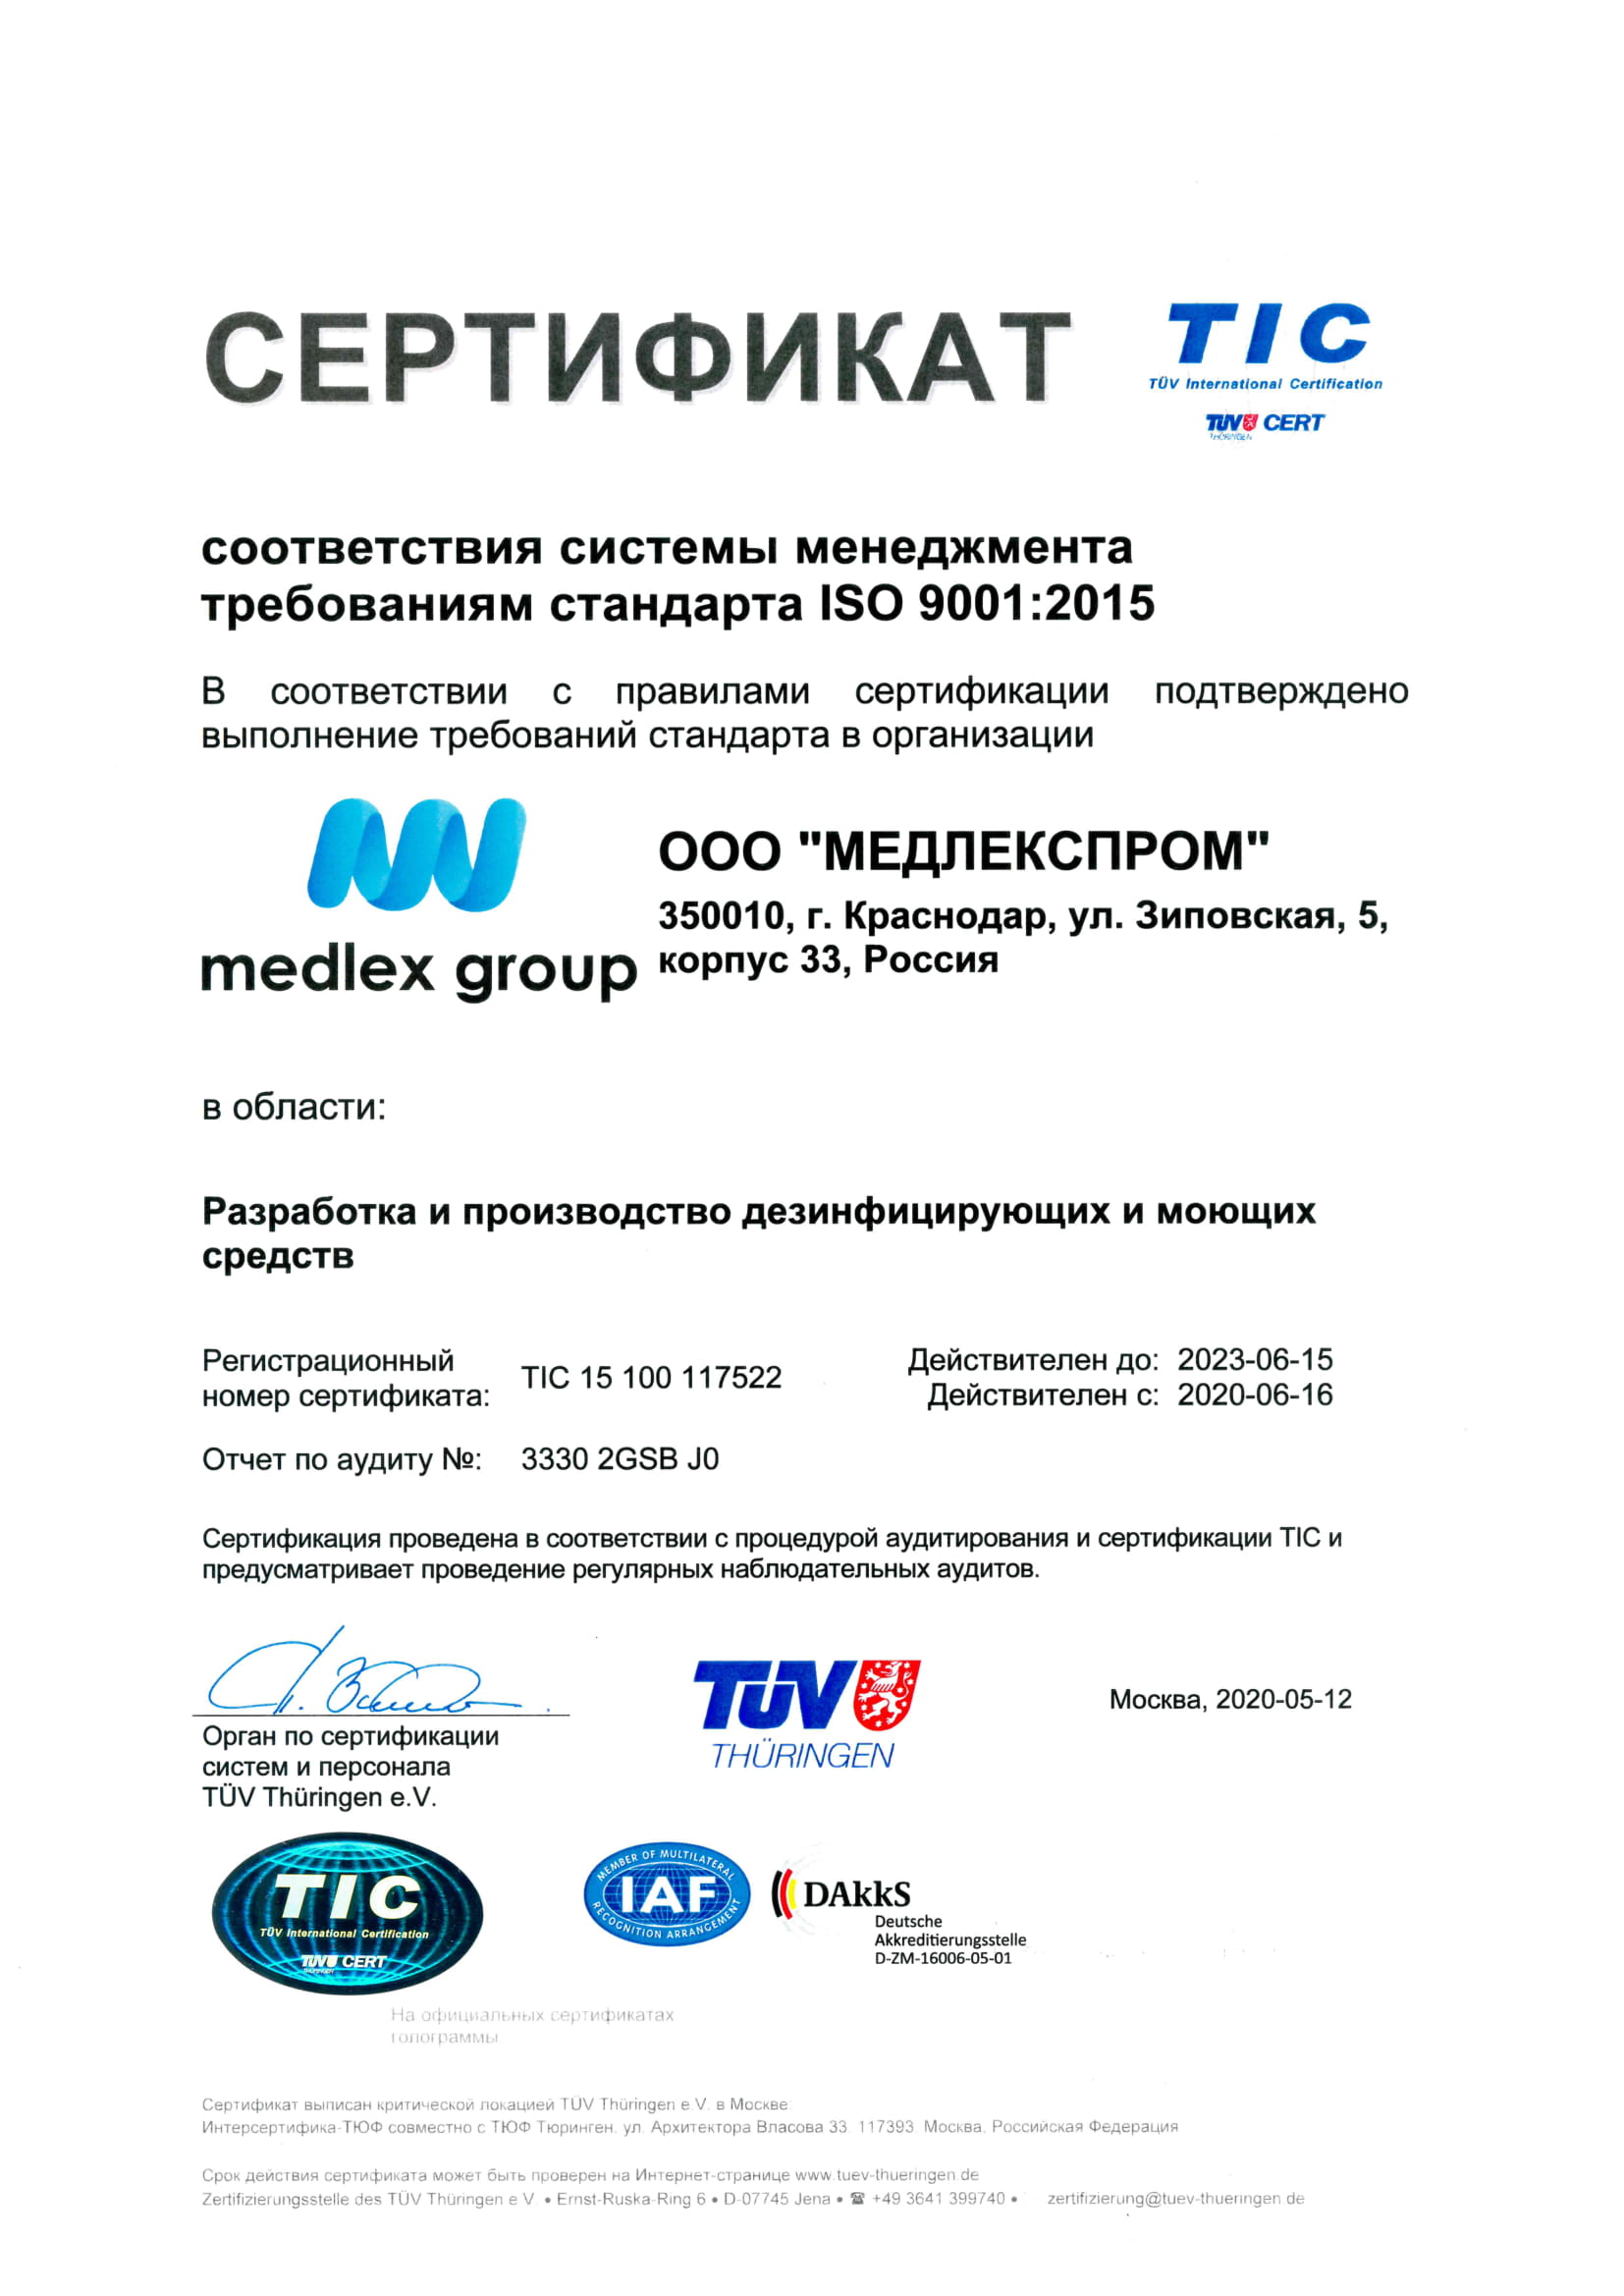 СЕРТИФИКАТ
TIC
TÜV International Certification
TÜV CERT
THÜRINGEN
соответствия системы менеджмента
требованиям стандарта ISO 9001:2015
В соответствии с правилами сертификации подтверждено
выполнение требований стандарта в организации
medlex group
ООО "МЕДЛЕКСПРОМ"
350010, г. Краснодар, ул. Зиповская, 5,
корпус 33, Россия
в области:
Разработка и производство дезинфицирующих и моющих
средств
Регистрационный
номер сертификата:
TIC 15 100 117522
Действителен до: 2023-06-15
Действителен с: 2020-06-16
Отчет по аудиту №: 3330 2GSB J0
Сертификация проведена в соответствии с процедурой аудитирования и сертификации TIC и
предусматривает проведение регулярных наблюдательных аудитов.
Орган по сертификации
систем и персонала
TÜV Thüringen e.V.
TÜV
THÜRINGEN
Москва, 2020-05-12
TIC
TÜV International Certification
TÜV CERT
MEMBER OF MULTILATERAL
IAF
RECOGNITION ARRANGEMENT
DAkkS
Deutsche
Akkreditierungsstelle
D-ZM-16006-05-01
На официальных сертификатах
голограммы
Сертификат выписан критической локацией TÜV Thüringen e.V. в Москве:
Интерсертифика-ТЮФ совместно с ТЮФ Тюринген, ул. Архитектора Власова 33, 117393, Москва, Российская Федерация
Срок действия сертификата может быть проверен на Интернет-странице www.tuev-thueringen.de
Zertifizierungsstelle des TÜV Thüringen e.V. • Ernst-Ruska-Ring 6 • D-07745 Jena • ☎ +49 3641 399740 • zertifizierung@tuev-thueringen.de